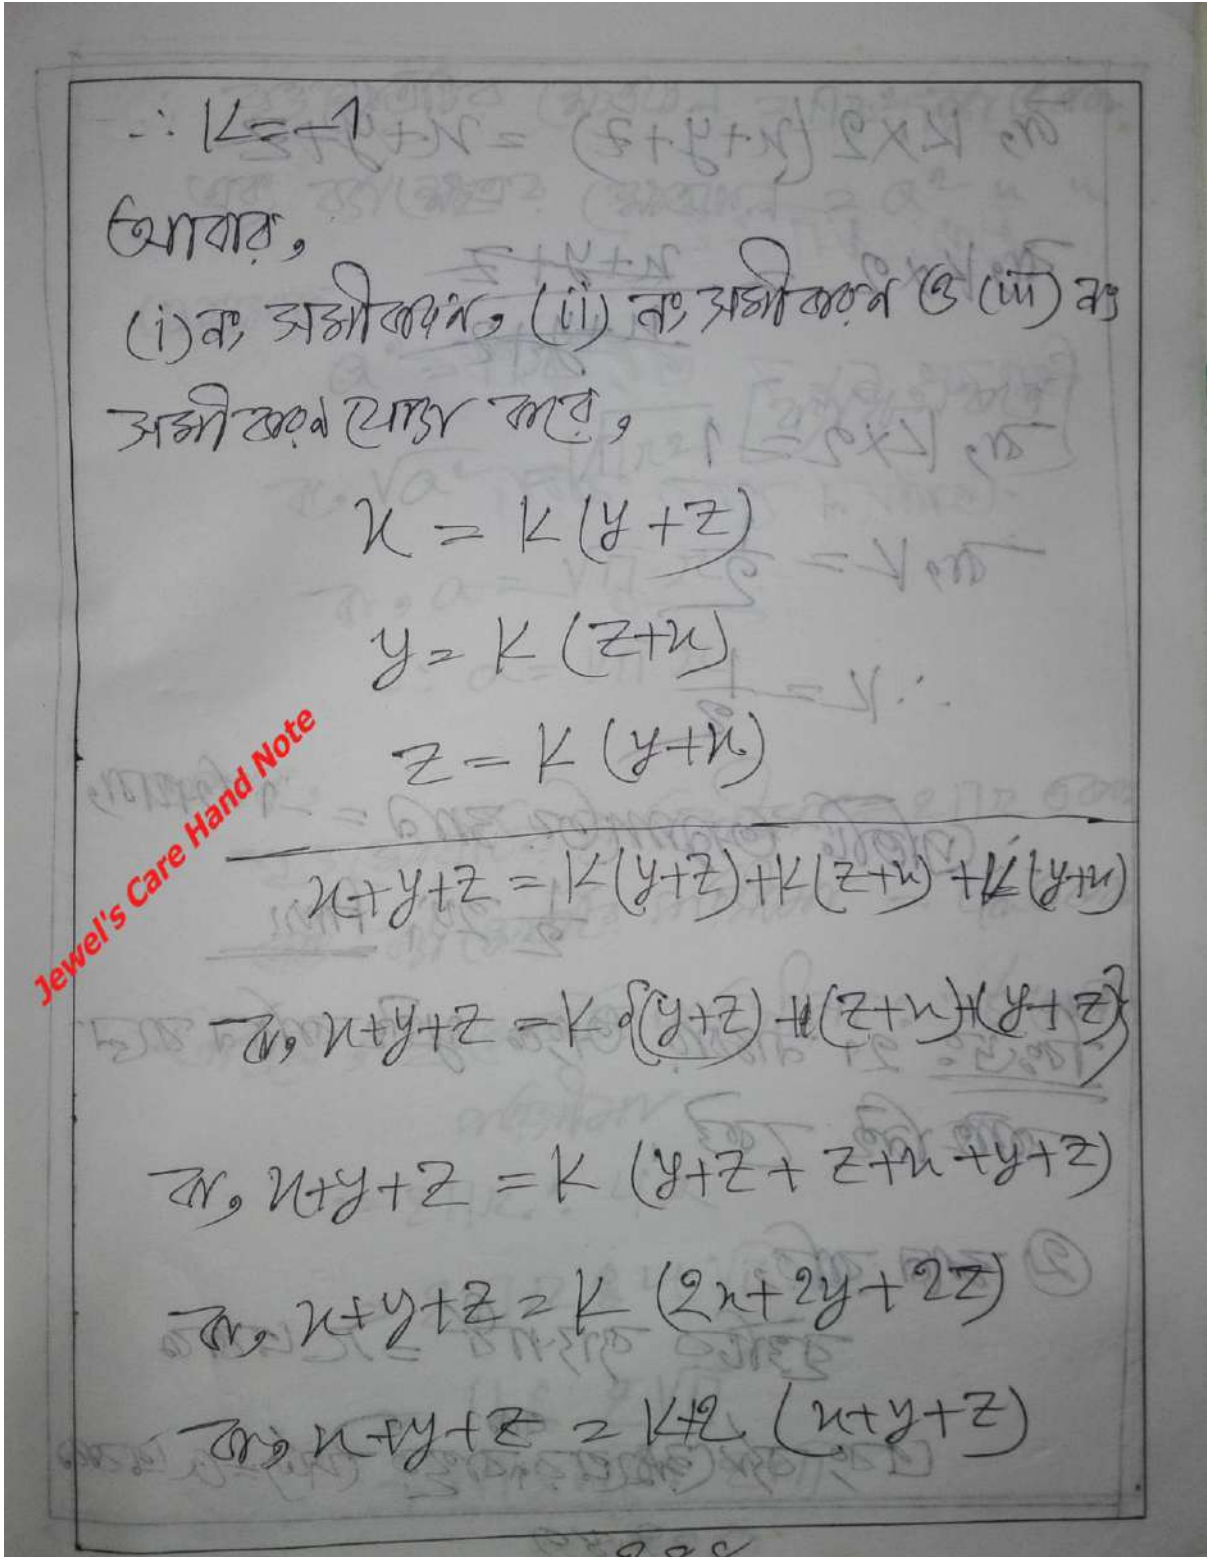 ∴ K = -1
আবার,
(i) নং সমীকরণ, (ii) নং সমীকরণ ও (iii) নং
সমীকরণ যোগ করে,
x = K (y+z)
y = K (z+x)
z = K (y+x)
Jewel's Care Hand Note
x+y+z = K(y+z)+K(z+x)+K(y+x)
বা, x+y+z = K {(y+z)+(z+x)+(y+z)}
বা, x+y+z = K (y+z+z+x+y+z)
বা, x+y+z = K (2x+2y+2z)
বা, x+y+z = K+2 (x+y+z)